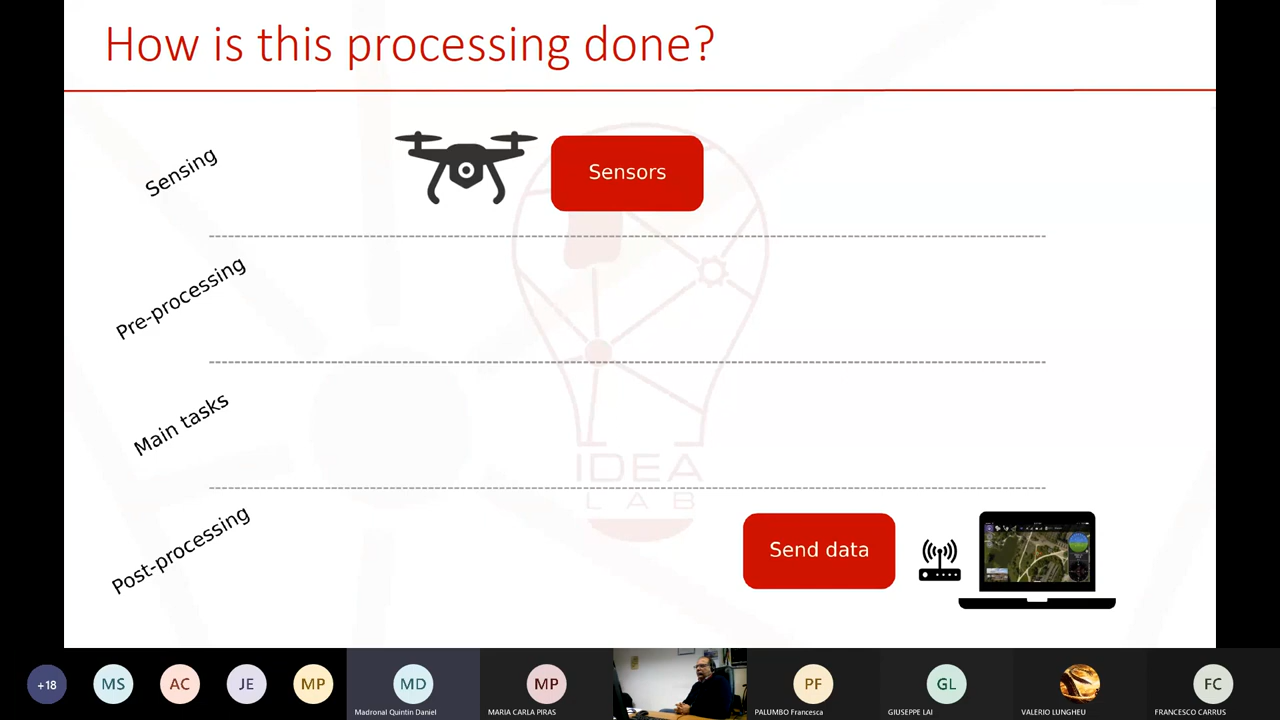 How is this processing done?
Sensing
Sensors
Pre-processing
Main tasks
IDEA
LAB
Post-processing
Send data
+18
MS
AC
JE
MP
MD
Madronal Quintin Daniel
MP
MARIA CARLA PIRAS
PF
PALUMBO Francesca
GL
GIUSEPPE LAI
VALERIO LUNGHEU
FC
FRANCESCO CARRUS